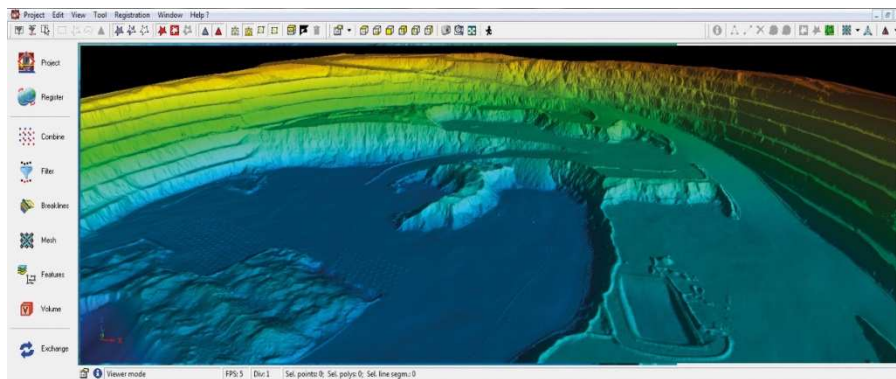 Project Edit View Tool Registration Window Help ?
Project
Register
Combine
Filter
Breaklines
Mesh
Features
Volume
Exchange
Viewer mode FPS: 5 Div: 1 Sel. points: 0; Sel. polys: 0; Sel. line segm.: 0